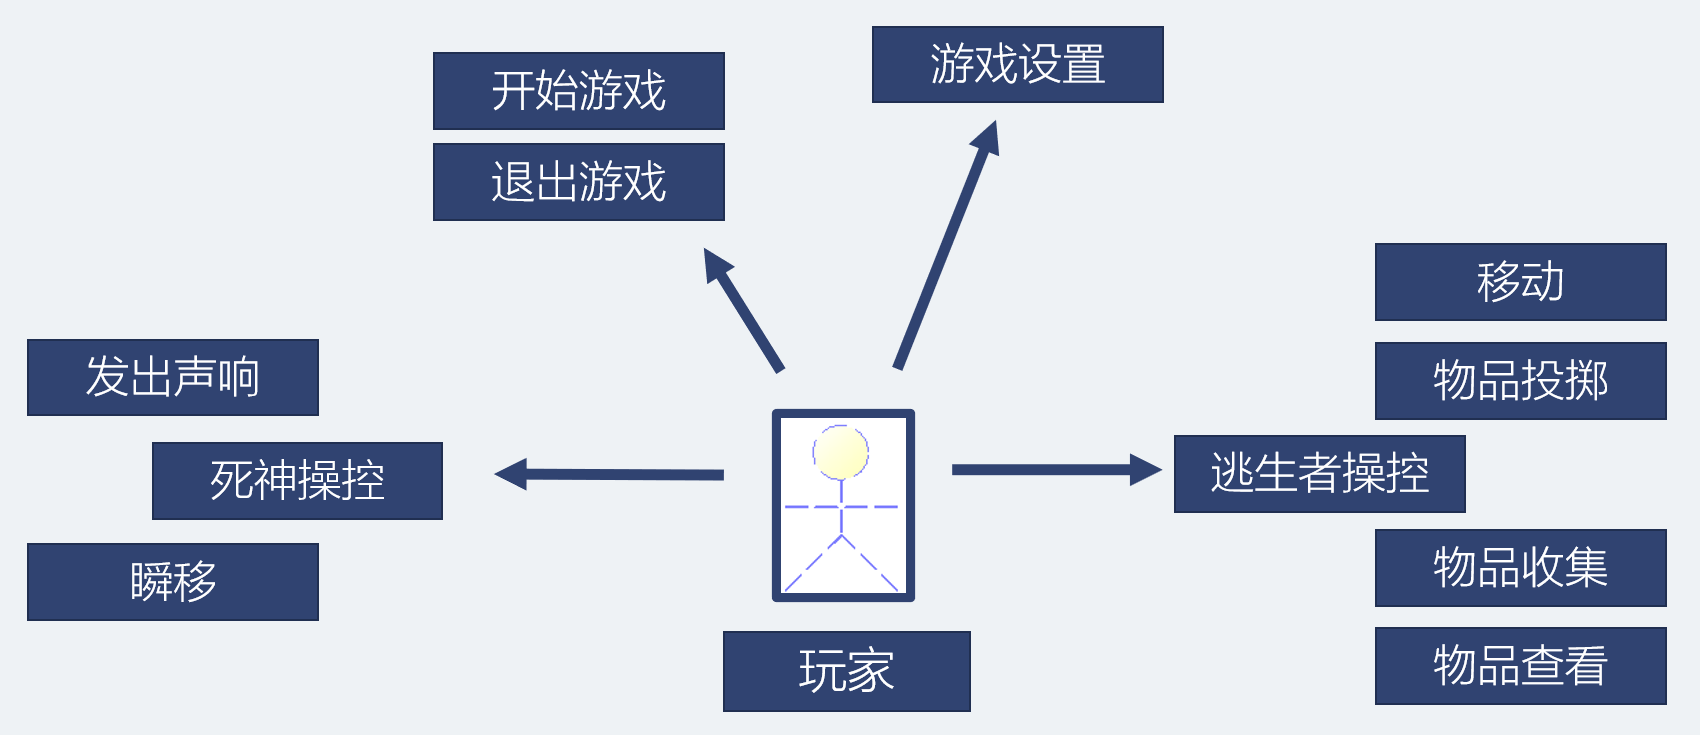 游戏设置
开始游戏
退出游戏
移动
发出声响
物品投掷
死神操控
逃生者操控
瞬移
物品收集
玩家
物品查看